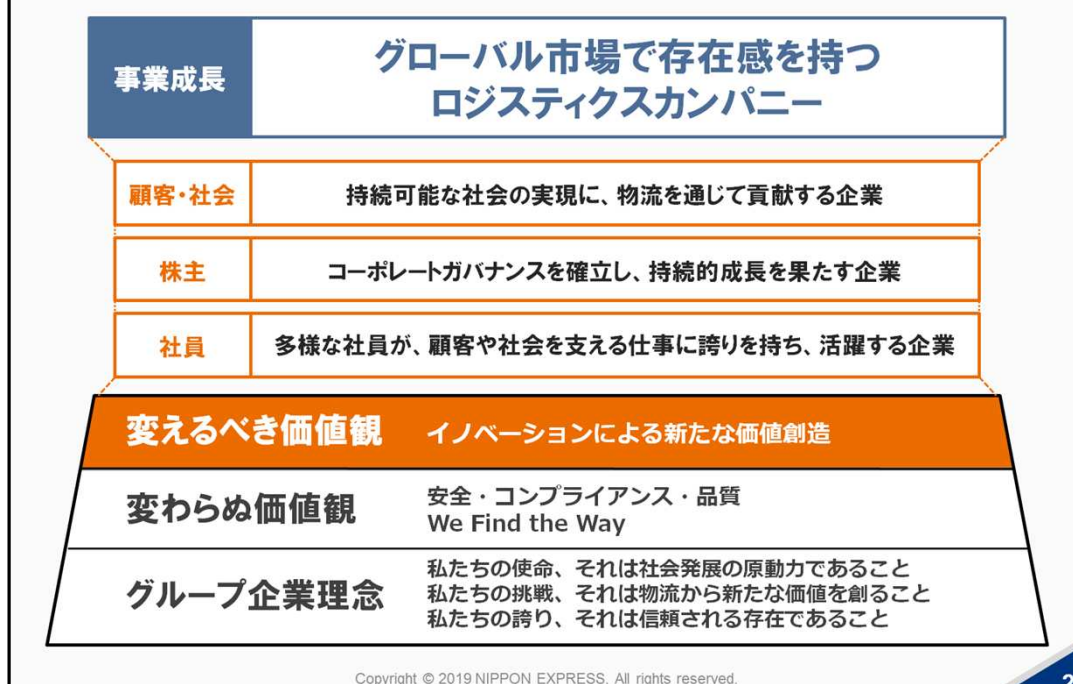 事業成長
グローバル市場で存在感を持つ
ロジスティクスカンパニー
顧客・社会
持続可能な社会の実現に、物流を通じて貢献する企業
株主
コーポレートガバナンスを確立し、持続的成長を果たす企業
社員
多様な社員が、顧客や社会を支える仕事に誇りを持ち、活躍する企業
変えるべき価値観
イノベーションによる新たな価値創造
変わらぬ価値観
安全・コンプライアンス・品質
We Find the Way
グループ企業理念
私たちの使命、それは社会発展の原動力であること
私たちの挑戦、それは物流から新たな価値を創ること
私たちの誇り、それは信頼される存在であること
Copyright © 2019 NIPPON EXPRESS. All rights reserved.